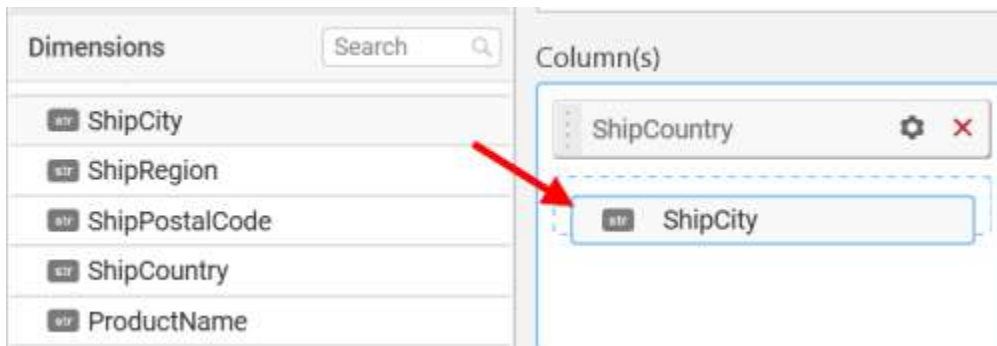 Dimensions
Search
str ShipCity
str ShipRegion
str ShipPostalCode
str ShipCountry
str ProductName
Column(s)
ShipCountry
str ShipCity